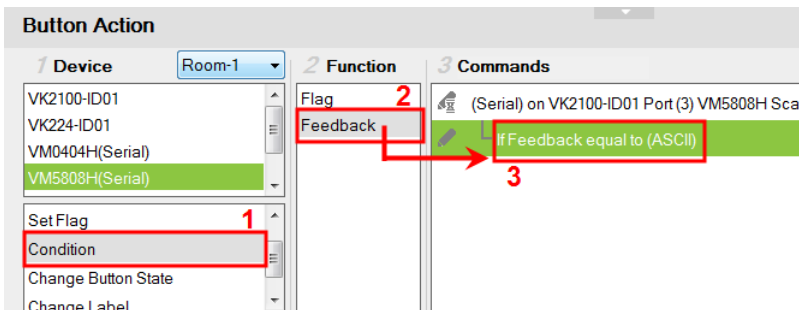 Button Action
1 Device
Room-1
2 Function
3 Commands
VK2100-ID01
VK224-ID01
VM0404H(Serial)
VM5808H(Serial)
Set Flag
1
Condition
Change Button State
Change Label
Flag
2
Feedback
(Serial) on VK2100-ID01 Port (3) VM5808H Sca
If Feedback equal to (ASCII)
3